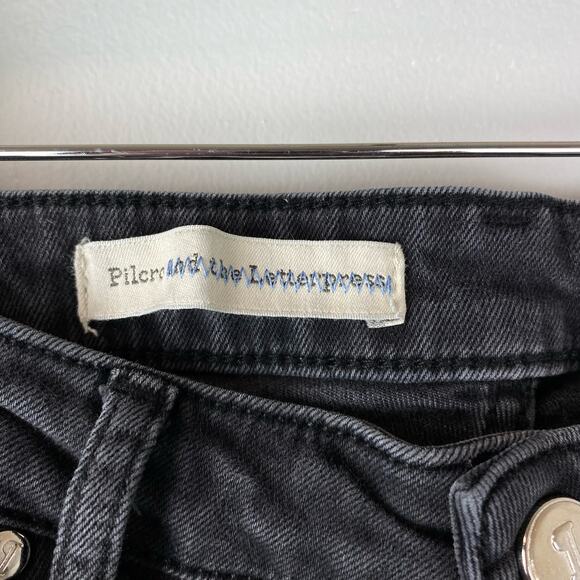 Pilcro and the Letterpress